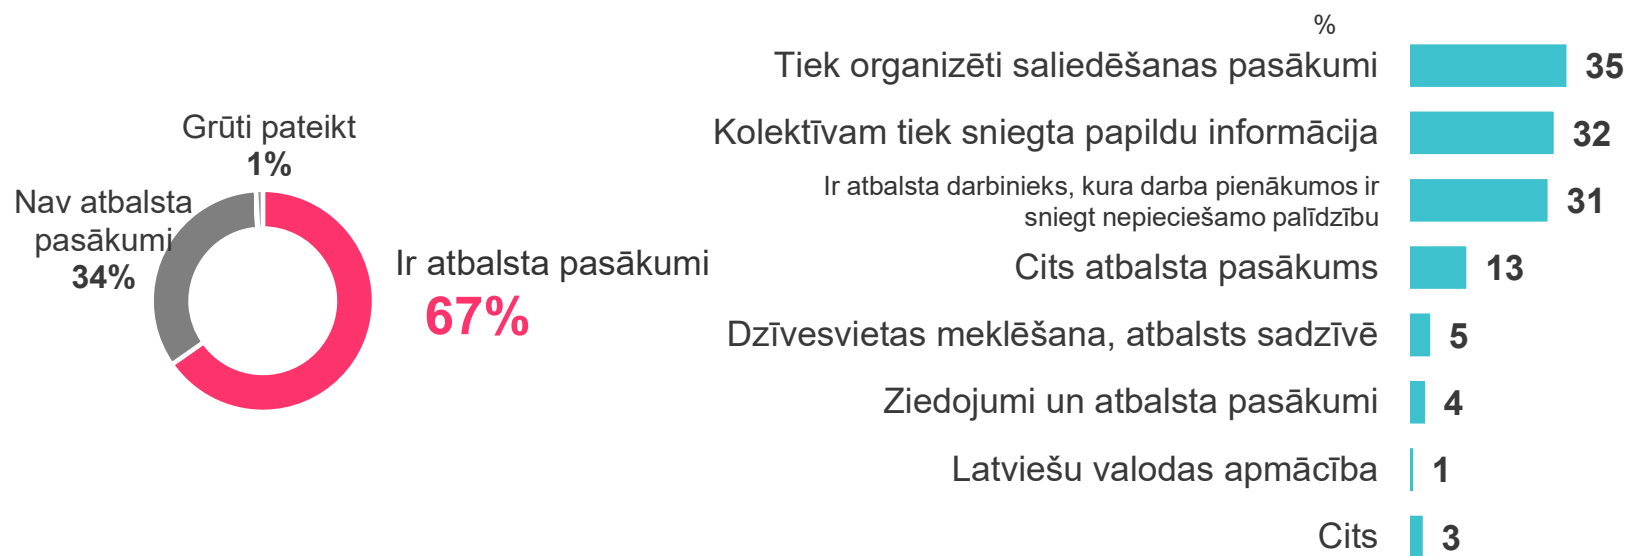 Grūti pateikt
1%
Nav atbalsta
pasākumi
34%
Ir atbalsta pasākumi
67%
%
Tiek organizēti saliedēšanas pasākumi 35
Kolektīvam tiek sniegta papildu informācija 32
Ir atbalsta darbinieks, kura darba pienākumos ir
sniegt nepieciešamo palīdzību 31
Cits atbalsta pasākums 13
Dzīvesvietas meklēšana, atbalsts sadzīvē 5
Ziedojumi un atbalsta pasākumi 4
Latviešu valodas apmācība 1
Cits 3